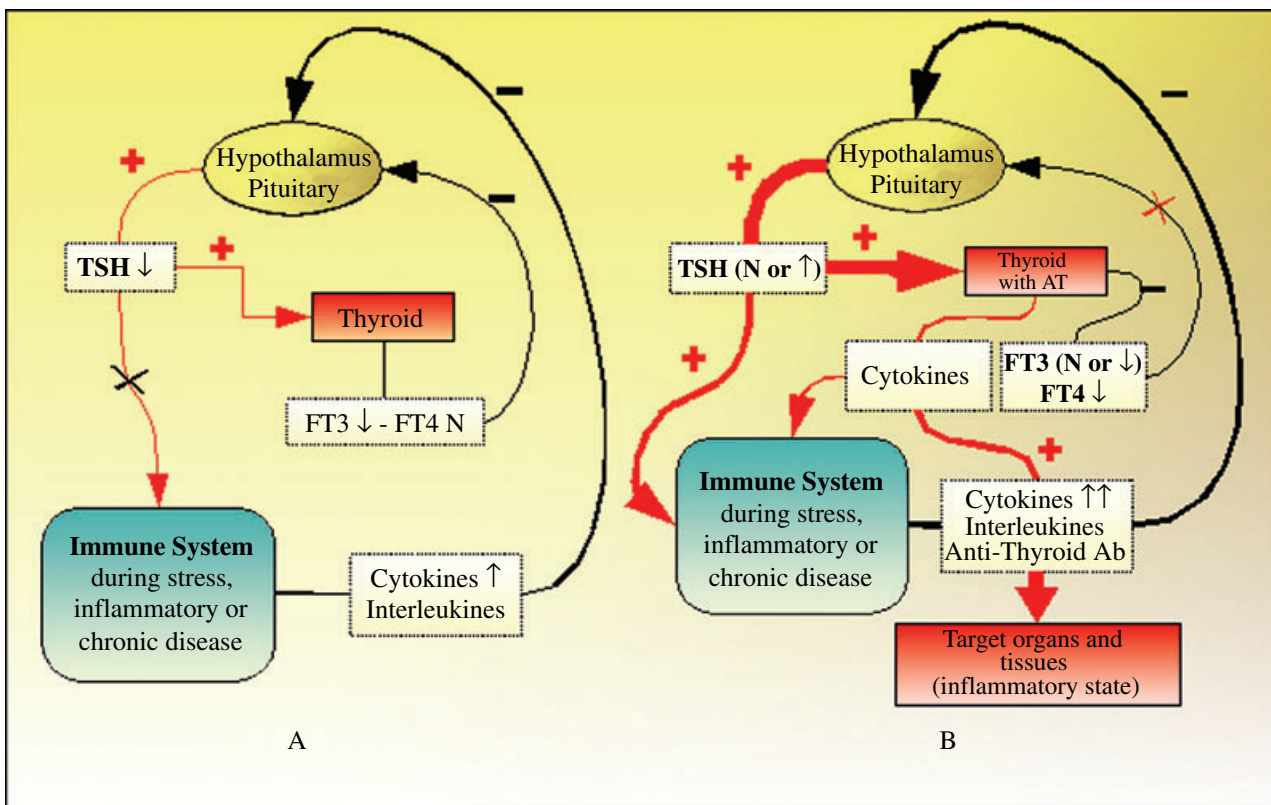 +
−
Hypothalamus
Pituitary
−
TSH ↓
+
Thyroid
FT3 ↓ - FT4 N
Immune System
during stress,
inflammatory or
chronic disease
Cytokines ↑
Interleukines
A
−
+
Hypothalamus
Pituitary
TSH (N or ↑)
+
Thyroid
with AT
−
+
Cytokines
FT3 (N or ↓)
FT4 ↓
+
Immune System
during stress,
inflammatory or
chronic disease
Cytokines ↑↑
Interleukines
Anti-Thyroid Ab
Target organs and
tissues
(inflammatory state)
B